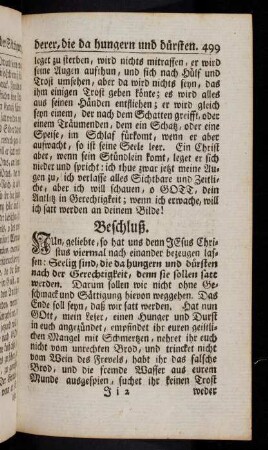 derer, die da hungern und dürsten. 499
leget zu sterben, wird nichts mitraffen, er wird
seine Augen aufthun, und sich nach Hülf und
Trost umsehen, aber da wird nichts seyn, das
ihn einigen Trost geben könte; es wird alles
aus seinen Händen entfliehen; er wird gleich
seyn einem, der nach dem Schatten greifft, oder
einem Träumenden, dem ein Schatz, oder eine
Speise, im Schlaf fürkomt, wenn er aber
aufwacht, so ist seine Seele leer. Ein Christ
aber, wenn sein Stündlein komt, leget er sich
nieder und spricht: ich thue zwar jetzt meine Au-
gen zu, ich verlasse alles Sichtbare und Zeitli-
che, aber ich will schauen, o GOTT, dein
Antlitz in Gerechtigkeit; wenn ich erwache, will
ich satt werden an deinem Bilde!
Beschluß.
Nun, geliebte, so hat uns denn JEsus Chri-
stus viermal nach einander bezeugen las-
sen: Seelig sind, die da hungern und dürsten
nach der Gerechtigkeit, denn sie sollen satt
werden. Darum sollen wir nicht ohne Ge-
schmack und Sättigung hievon weggehen. Das
Ende soll seyn, daß wir satt werden. Hat nun
GOtt, mein Leser, einen Hunger und Durst
in euch angezündet, empfindet ihr euren geistli-
chen Mangel mit Schmertzen, nehret ihr euch
nicht vom unrechten Brod, und trincket nicht
vom Wein des Frevels, habt ihr das falsche
Brod, und die fremde Wasser aus eurem
Munde ausgespien, suchet ihr keinen Trost
J i 2 weder